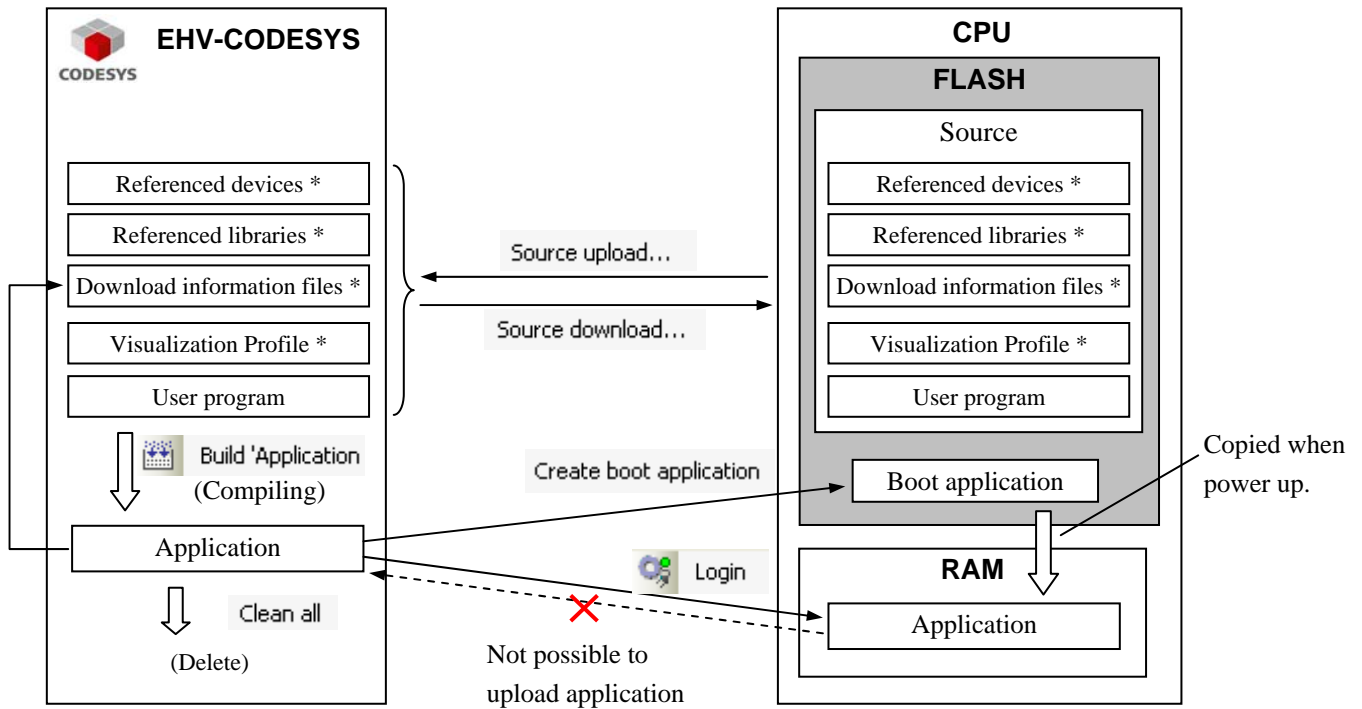 EHV-CODESYS
CODESYS
Referenced devices *
Referenced libraries *
Download information files *
Visualization Profile *
User program
Build 'Application
(Compiling)
Application
Clean all
(Delete)
Source upload...
Source download...
Create boot application
Login
Not possible to
upload application
CPU
FLASH
Source
Referenced devices *
Referenced libraries *
Download information files *
Visualization Profile *
User program
Boot application
Copied when
power up.
RAM
Application